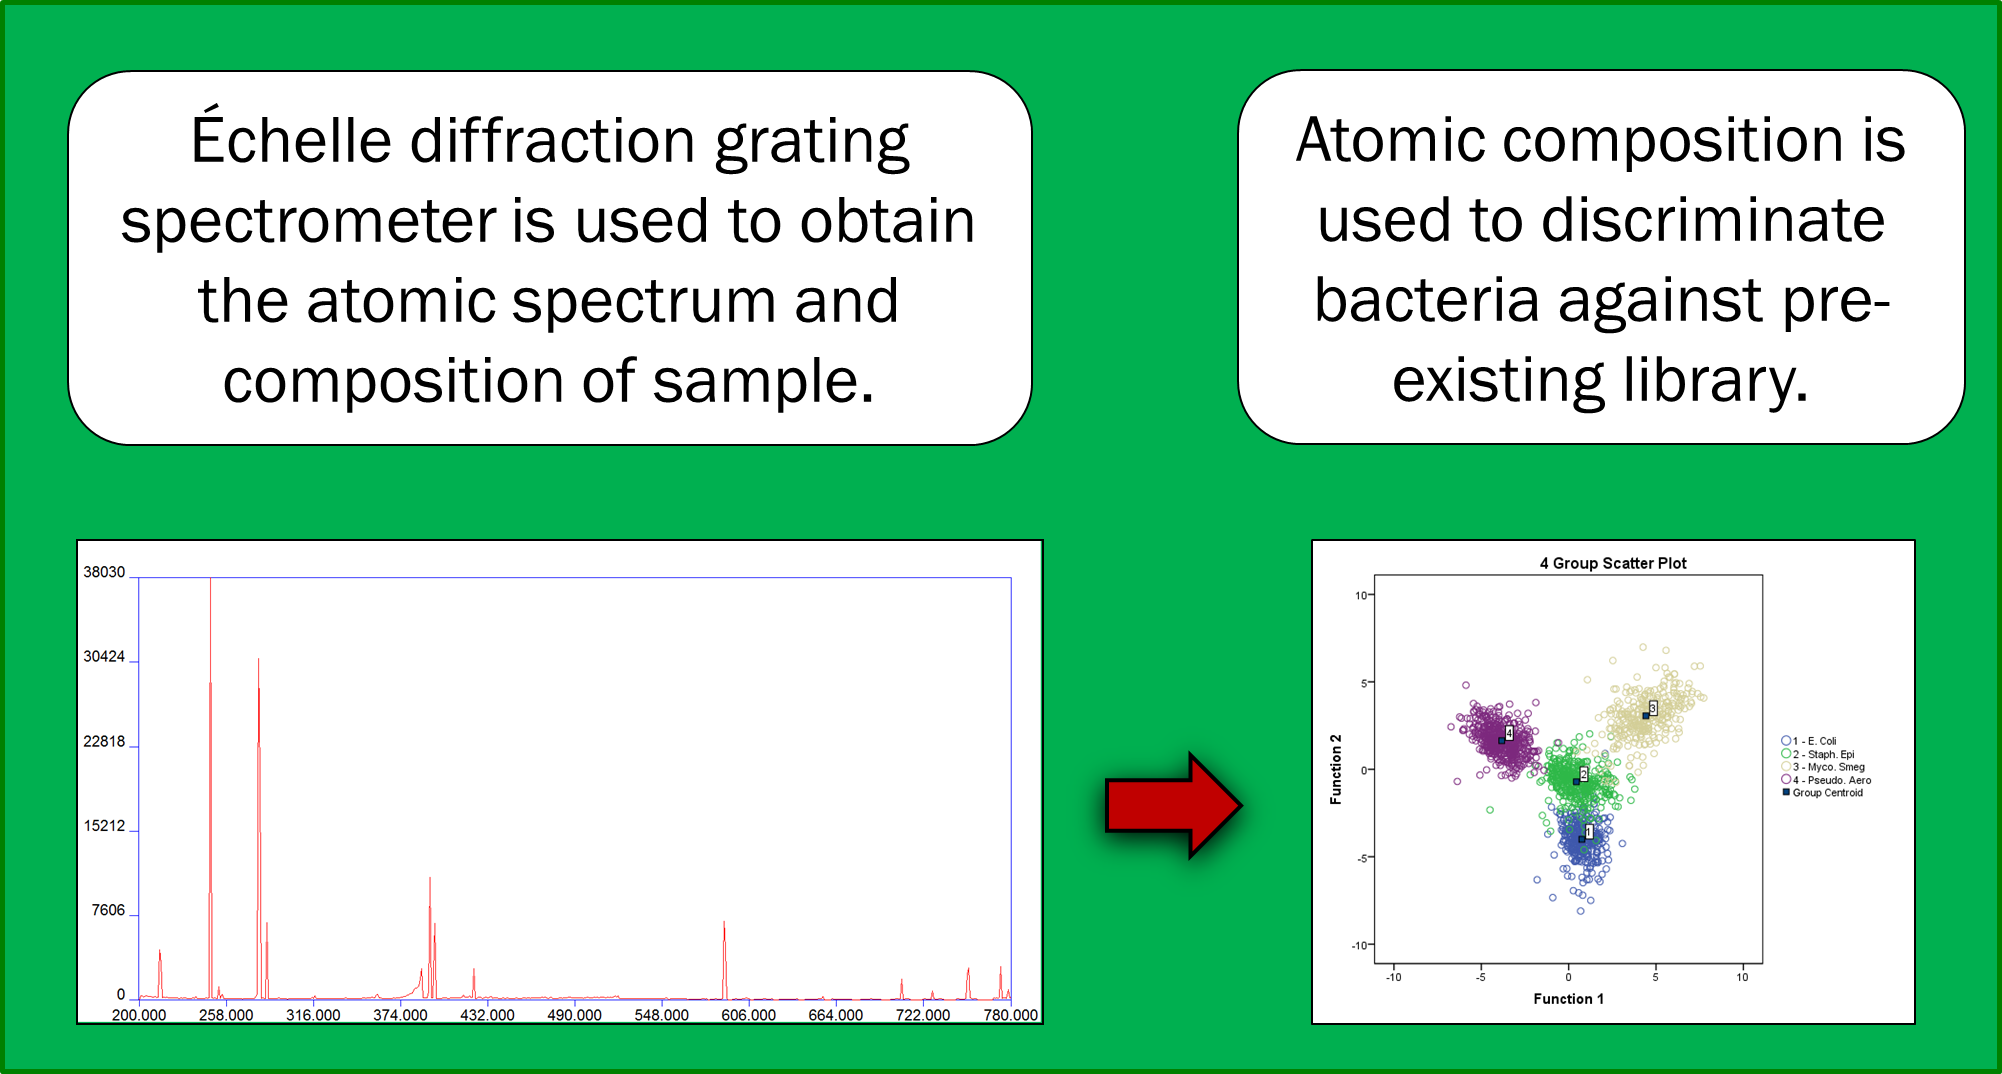 Échelle diffraction grating
spectrometer is used to obtain
the atomic spectrum and
composition of sample.
Atomic composition is
used to discriminate
bacteria against pre-
existing library.
38030
30424
22818
15212
7606
0
200.000 258.000 316.000 374.000 432.000 490.000 548.000 606.000 664.000 722.000 780.000
4 Group Scatter Plot
10
5
0
-5
-10
Function 2
-10 -5 0 5 10
Function 1
4
3
2
1
1 - E. Coli
2 - Staph. Epi
3 - Myco. Smeg
4 - Pseudo. Aero
Group Centroid